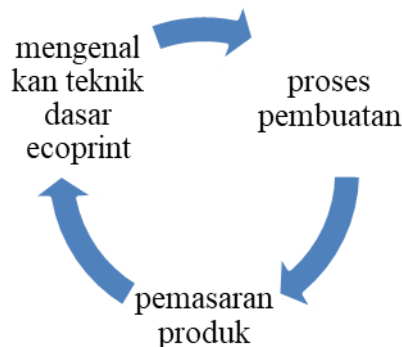 mengenal
kan teknik
dasar
ecoprint
proses
pembuatan
pemasaran
produk